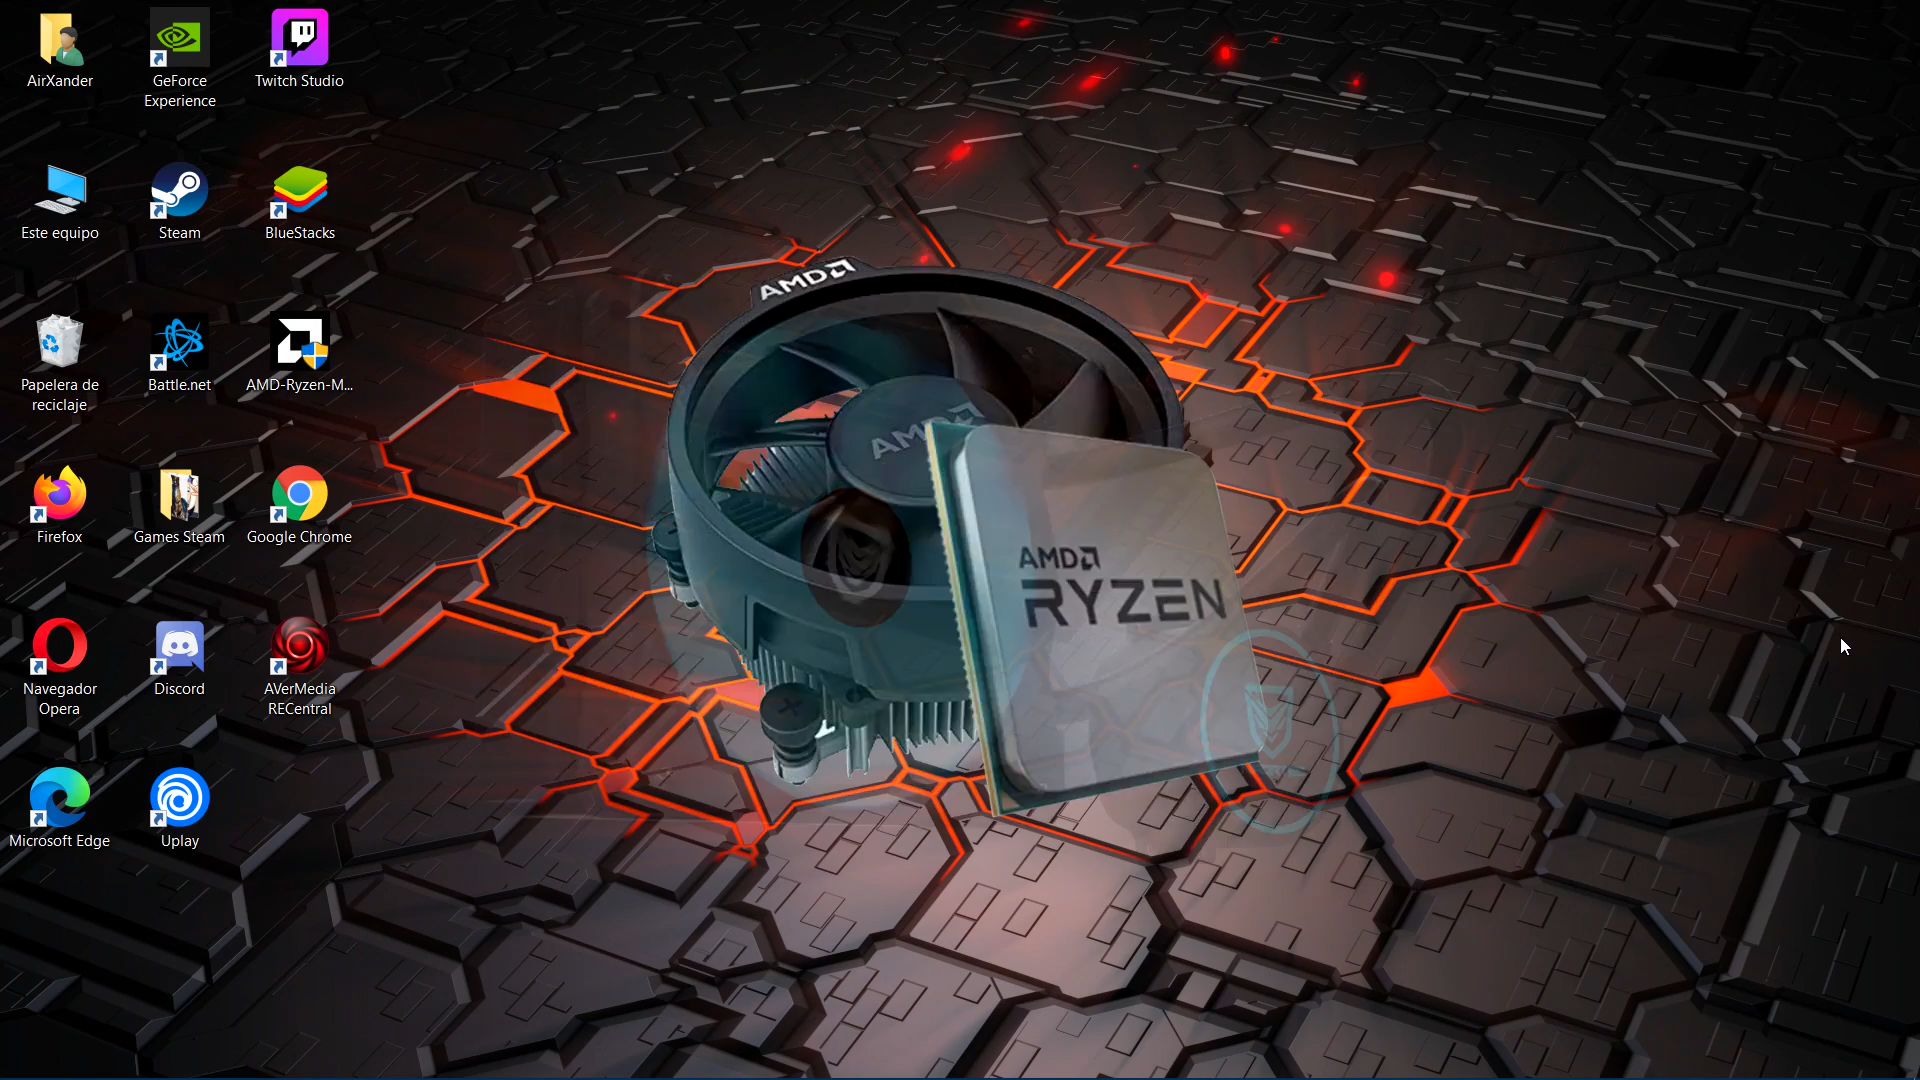 AirXander
GeForce
Experience
Twitch Studio
Este equipo
Steam
BlueStacks
Papelera de
reciclaje
Battle.net
AMD-Ryzen-M...
Firefox
Games Steam
Google Chrome
Navegador
Opera
Discord
AVerMedia
RECentral
Microsoft Edge
Uplay
AMD
AMD
AMD
RYZEN